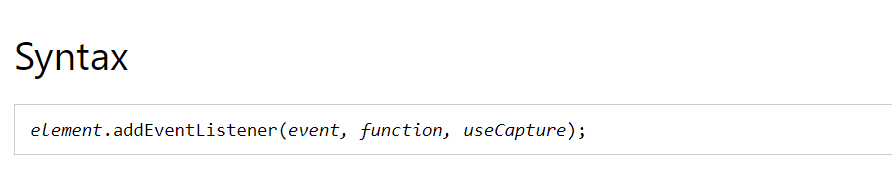 Syntax
element.addEventListener(event, function, useCapture);